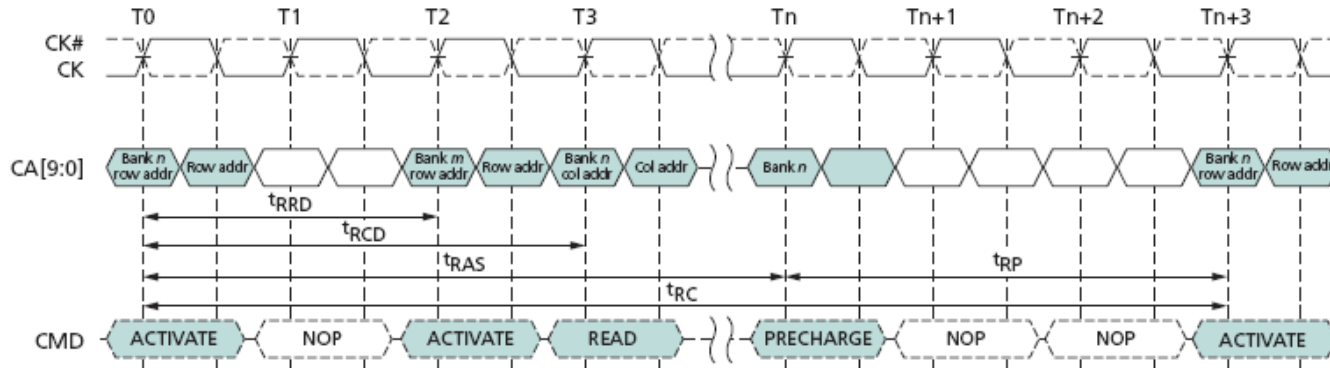 T0 T1 T2 T3 Tn Tn+1 Tn+2 Tn+3
CK#
CK
CA[9:0]
Bank n
row addr
Row addr
Bank m
row addr
Row addr
Bank n
col addr
Col addr
Bank n
Bank n
row addr
Row addr
tRRD
tRCD
tRAS
tRP
tRC
CMD ACTIVATE NOP ACTIVATE READ PRECHARGE NOP NOP ACTIVATE